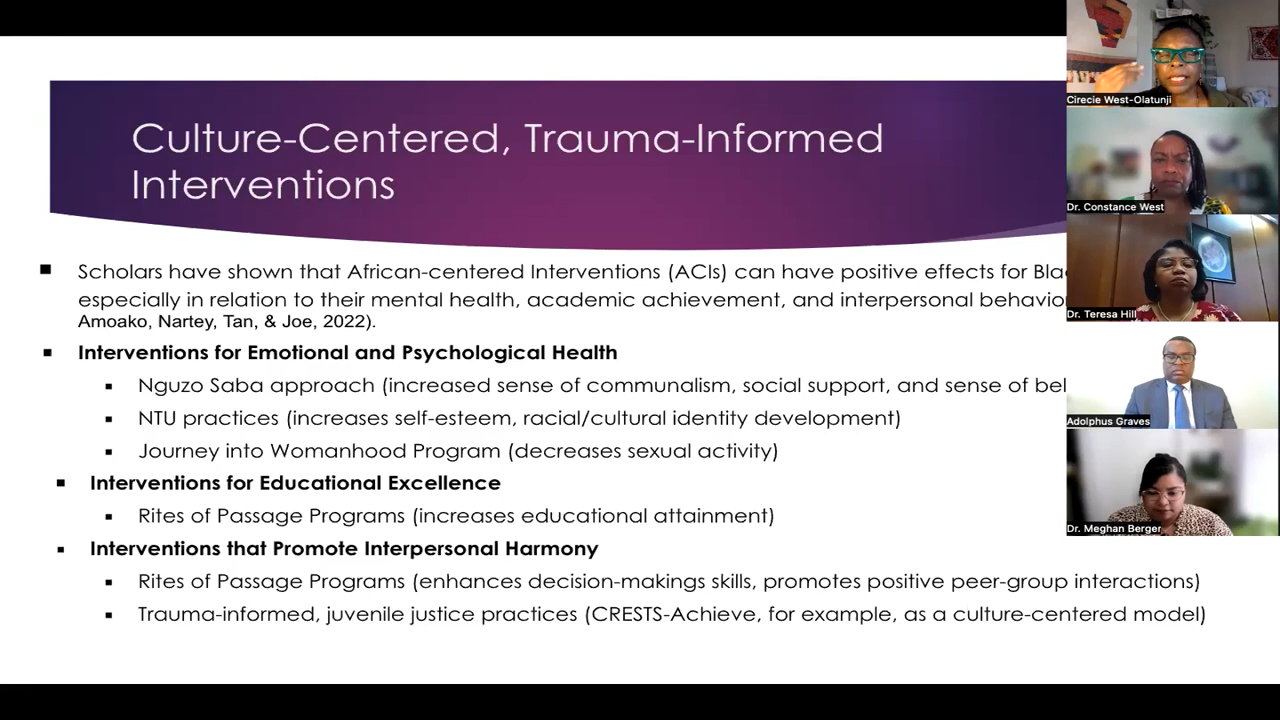 Culture-Centered, Trauma-Informed
Interventions
Scholars have shown that African-centered Interventions (ACIs) can have positive effects for
especially in relation to their mental health, academic achievement, and interpersonal
Amoako, Nartey, Tan, & Joe, 2022).
Interventions for Emotional and Psychological Health
Nguzo Saba approach (increased sense of communalism, social support, and sense of
NTU practices (increases self-esteem, racial/cultural identity development)
Journey into Womanhood Program (decreases sexual activity)
Interventions for Educational Excellence
Rites of Passage Programs (increases educational attainment)
Interventions that Promote Interpersonal Harmony
Rites of Passage Programs (enhances decision-makings skills, promotes positive peer-group interactions)
Trauma-informed, juvenile justice practices (CRESTS-Achieve, for example, as a culture-centered model)
Cirecie West-Olatunji
Dr. Constance West
Dr. Teresa Hill
Adolphus Graves
Dr. Meghan Berger